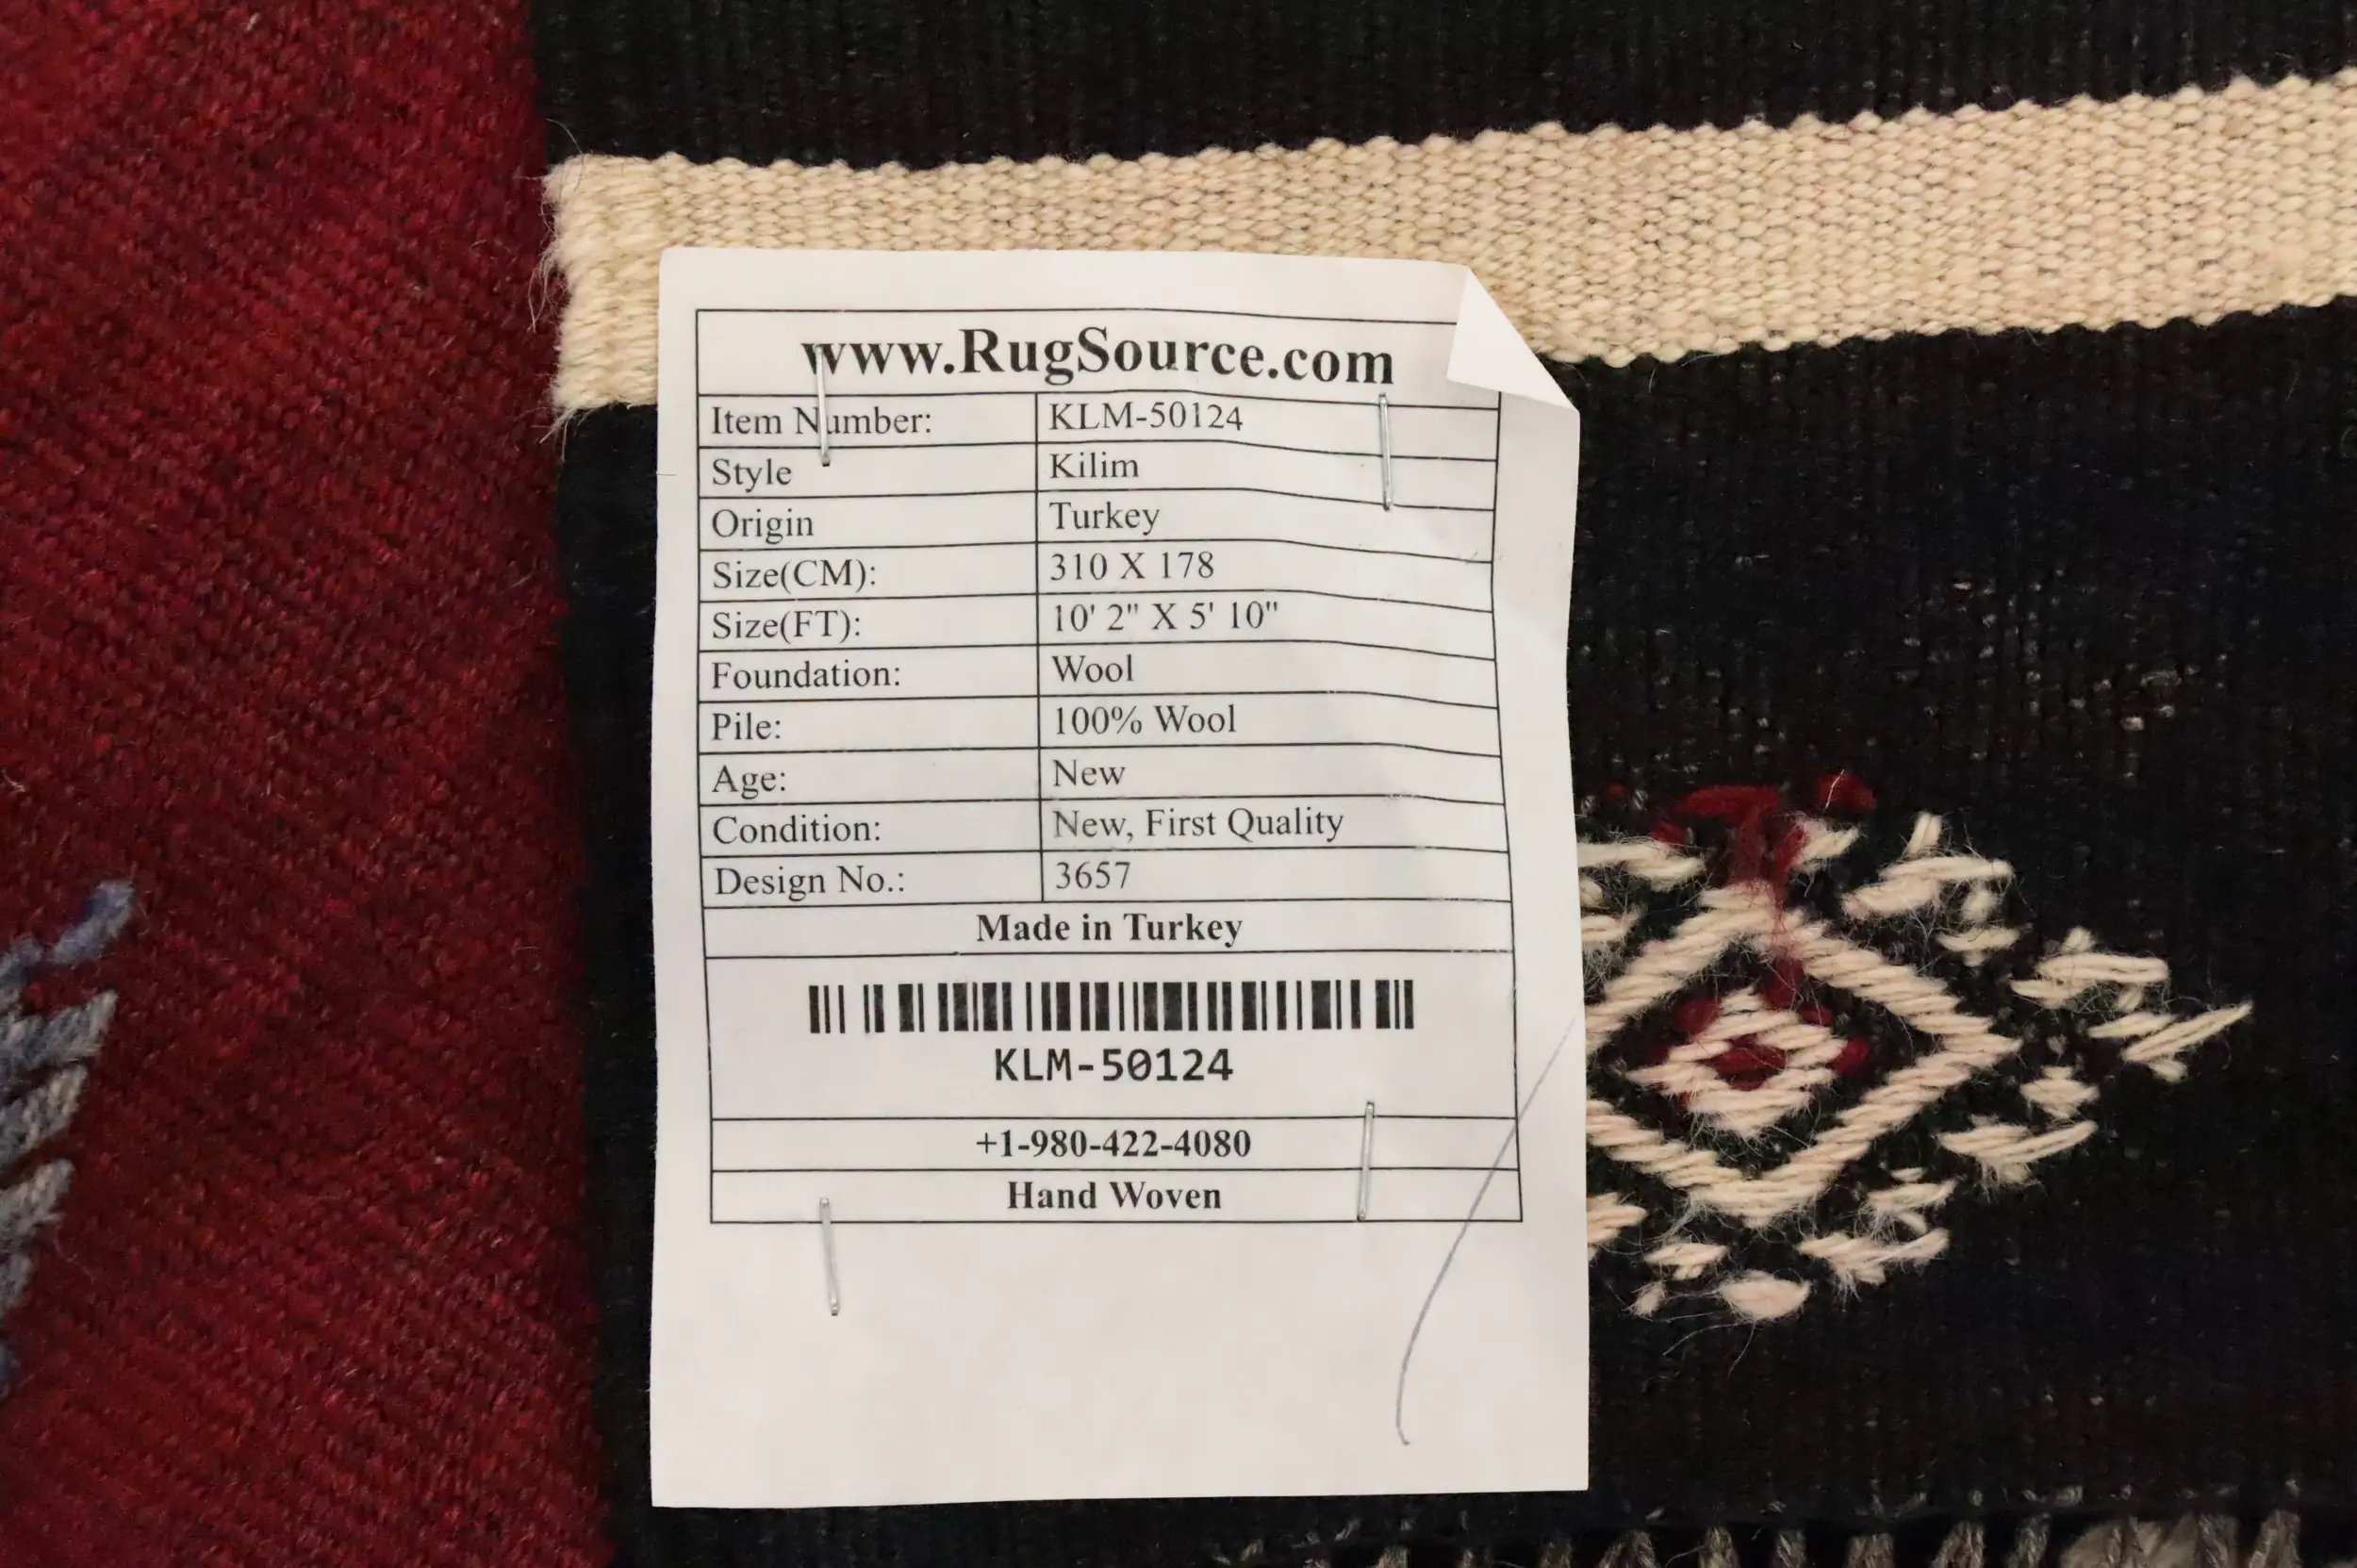 www.RugSource.com
Item Number: KLM-50124
Style Kilim
Origin Turkey
Size(CM): 310 X 178
Size(FT): 10' 2" X 5' 10"
Foundation: Wool
Pile: 100% Wool
Age: New
Condition: New, First Quality
Design No.: 3657
Made in Turkey
KLM-50124
+1-980-422-4080
Hand Woven